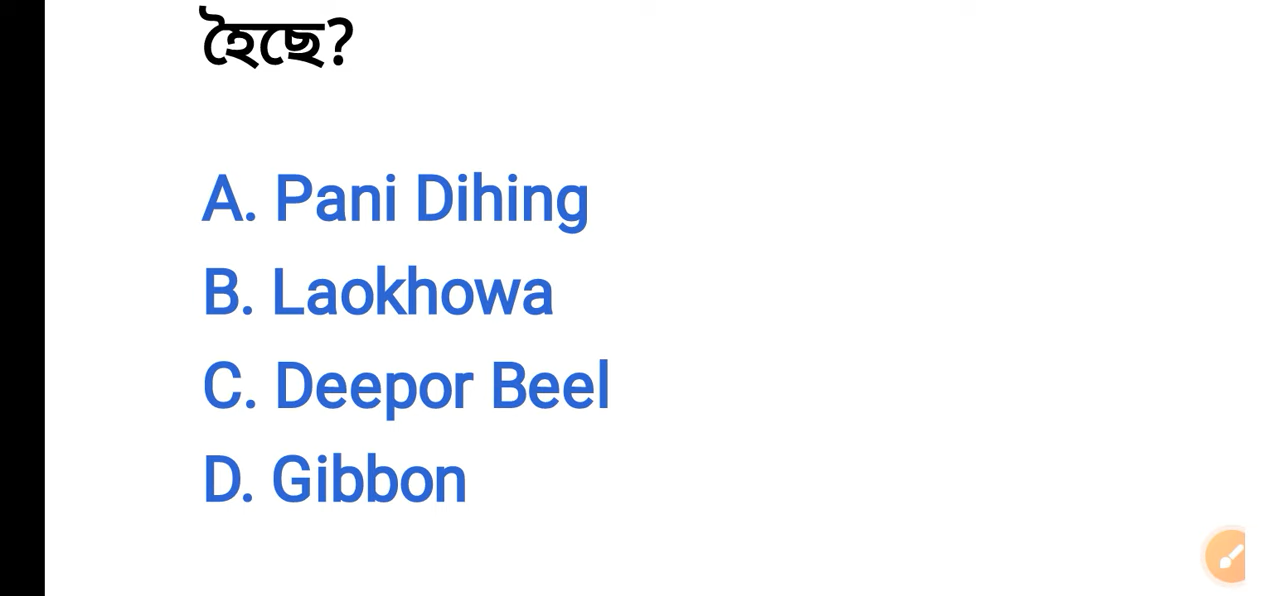 হৈছে?
A. Pani Dihing
B. Laokhowa
C. Deepor Beel
D. Gibbon